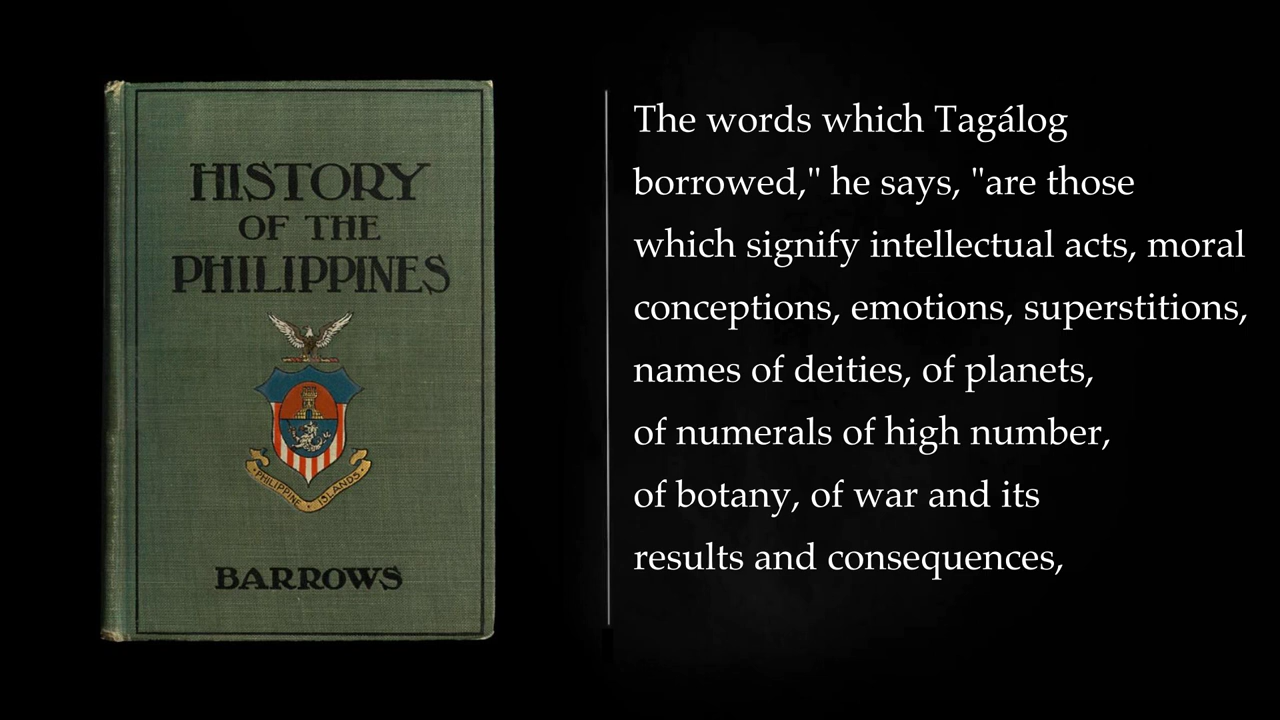 HISTORY
OF THE
PHILIPPINES
PHILIPPINE ISLANDS
BARROWS
The words which Tagálog
borrowed," he says, "are those
which signify intellectual acts, moral
conceptions, emotions, superstitions,
names of deities, of planets,
of numerals of high number,
of botany, of war and its
results and consequences,